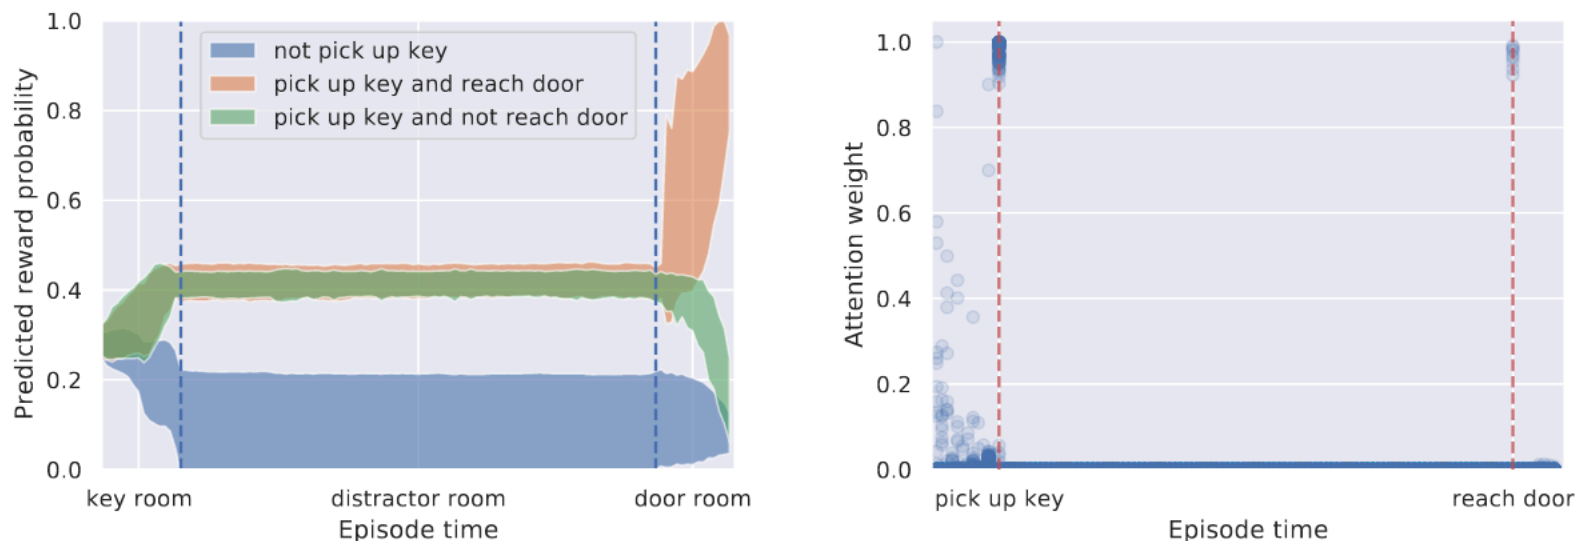 Predicted reward probability
1.0
0.8
0.6
0.4
0.2
0.0
not pick up key
pick up key and reach door
pick up key and not reach door
key room
distractor room
door room
Episode time
Attention weight
1.0
0.8
0.6
0.4
0.2
0.0
pick up key
reach door
Episode time